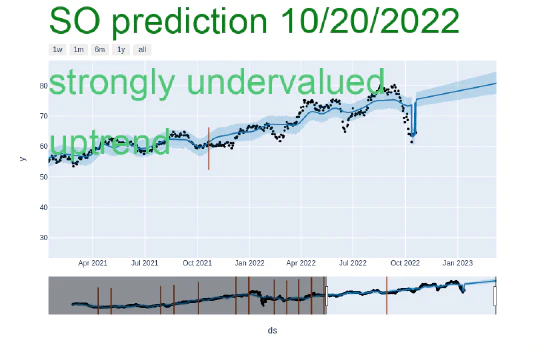 SO prediction 10/20/2022
1w 1m 6m 1y all
strongly undervalued
uptrend
80
70
60
50
40
30
y
Apr 2021 Jul 2021 Oct 2021 Jan 2022 Apr 2022 Jul 2022 Oct 2022 Jan 2023
ds